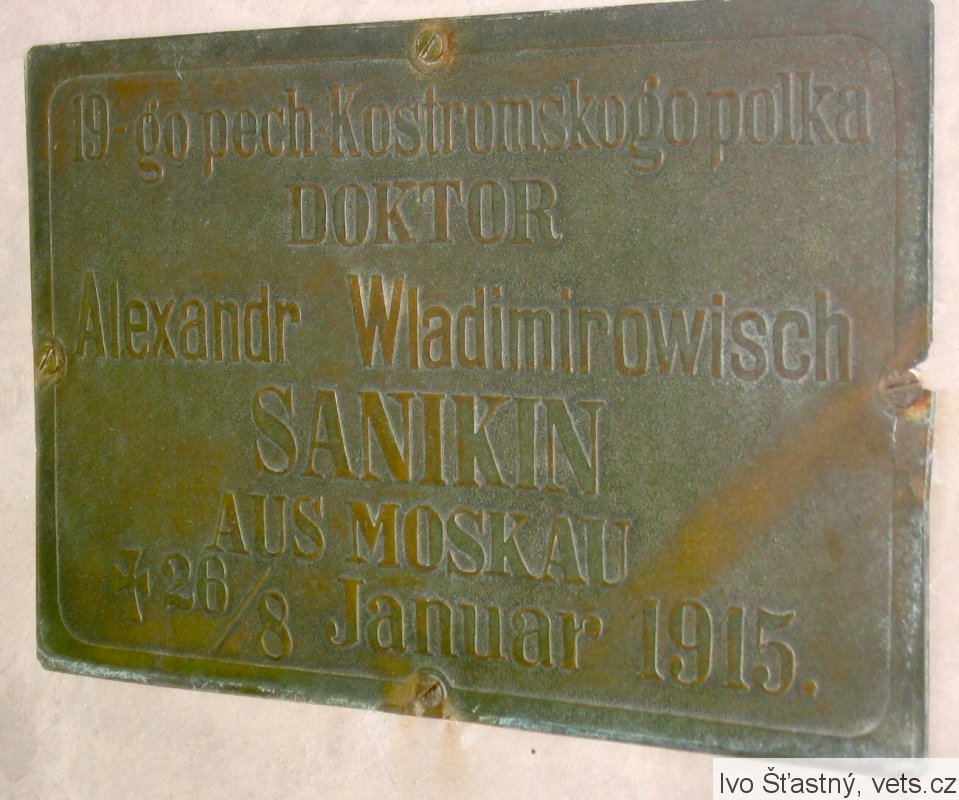 19-go pech: Kostromskogo polka
DOKTOR
Alexandr Wladimirowisch
SANIKIN
AUS MOSKAU
† 26/8 Januar 1915.
Ivo Šťastný, vets.cz